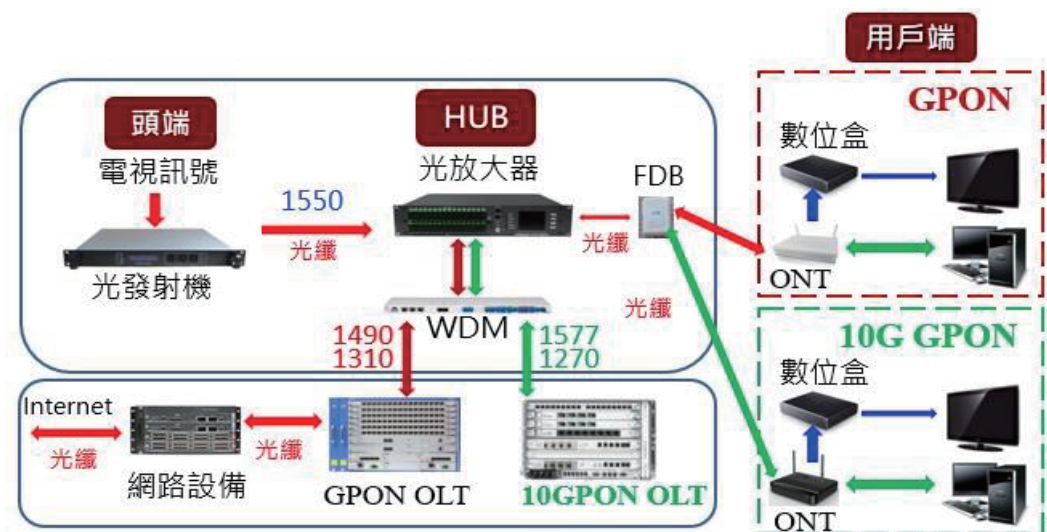 用戶端
頭端
電視訊號
HUB
光放大器
FDB
1550
光纖
光纖
光發射機
WDM
光纖
1490
1310
1577
1270
Internet
光纖
網路設備
光纖
GPON OLT
10GPON OLT
GPON
數位盒
ONT
10G GPON
數位盒
ONT